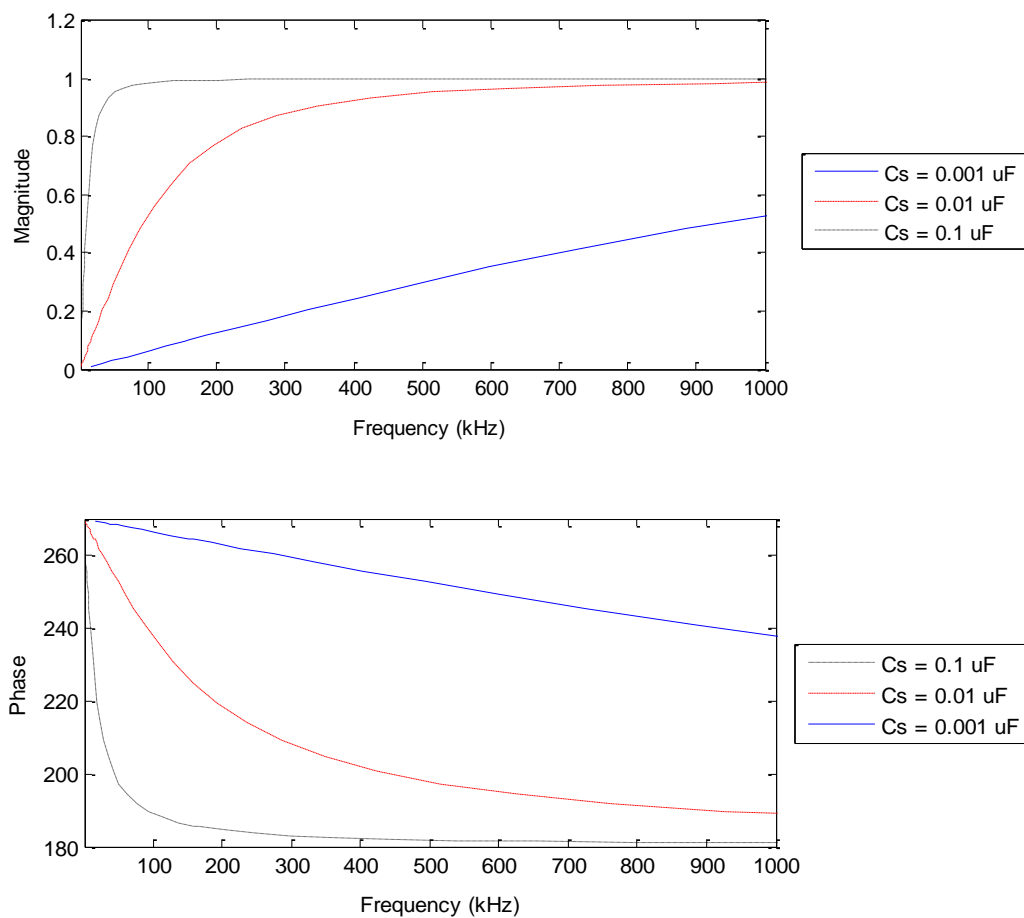 1.2
1
0.8
0.6
0.4
0.2
0
Magnitude
100 200 300 400 500 600 700 800 900 1000
Frequency (kHz)
Cs = 0.001 uF
Cs = 0.01 uF
Cs = 0.1 uF
260
240
220
200
180
Phase
100 200 300 400 500 600 700 800 900 1000
Frequency (kHz)
Cs = 0.1 uF
Cs = 0.01 uF
Cs = 0.001 uF